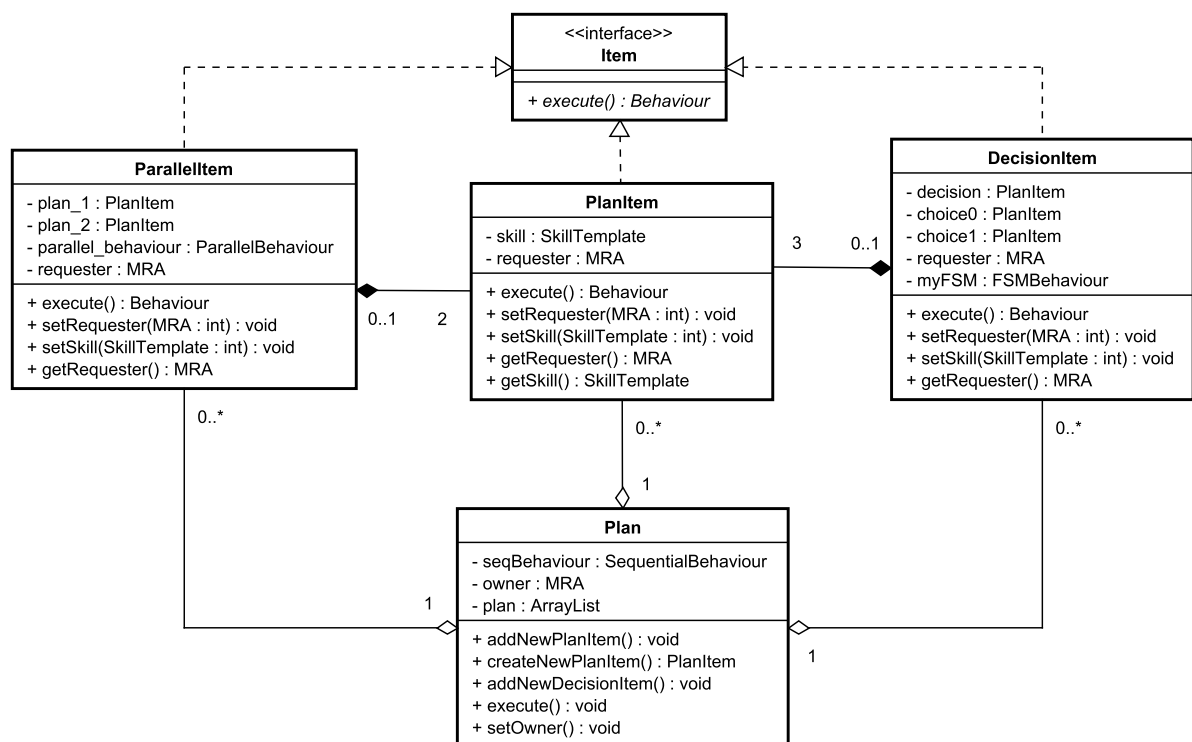 <<interface>>
Item
+ execute() : Behaviour
ParallelItem
- plan_1 : PlanItem
- plan_2 : PlanItem
- parallel_behaviour : ParallelBehaviour
- requester : MRA
+ execute() : Behaviour
+ setRequester(MRA : int) : void
+ setSkill(SkillTemplate : int) : void
+ getRequester() : MRA
PlanItem
- skill : SkillTemplate
- requester : MRA
+ execute() : Behaviour
+ setRequester(MRA : int) : void
+ setSkill(SkillTemplate : int) : void
+ getRequester() : MRA
+ getSkill() : SkillTemplate
DecisionItem
- decision : PlanItem
- choice0 : PlanItem
- choice1 : PlanItem
- requester : MRA
- myFSM : FSMBehaviour
+ execute() : Behaviour
+ setRequester(MRA : int) : void
+ setSkill(SkillTemplate : int) : void
+ getRequester() : MRA
0..1
2
3
0..1
0..*
0..*
0..*
1
1
1
Plan
- seqBehaviour : SequentialBehaviour
- owner : MRA
- plan : ArrayList
+ addNewPlanItem() : void
+ createNewPlanItem() : PlanItem
+ addNewDecisionItem() : void
+ execute() : void
+ setOwner() : void